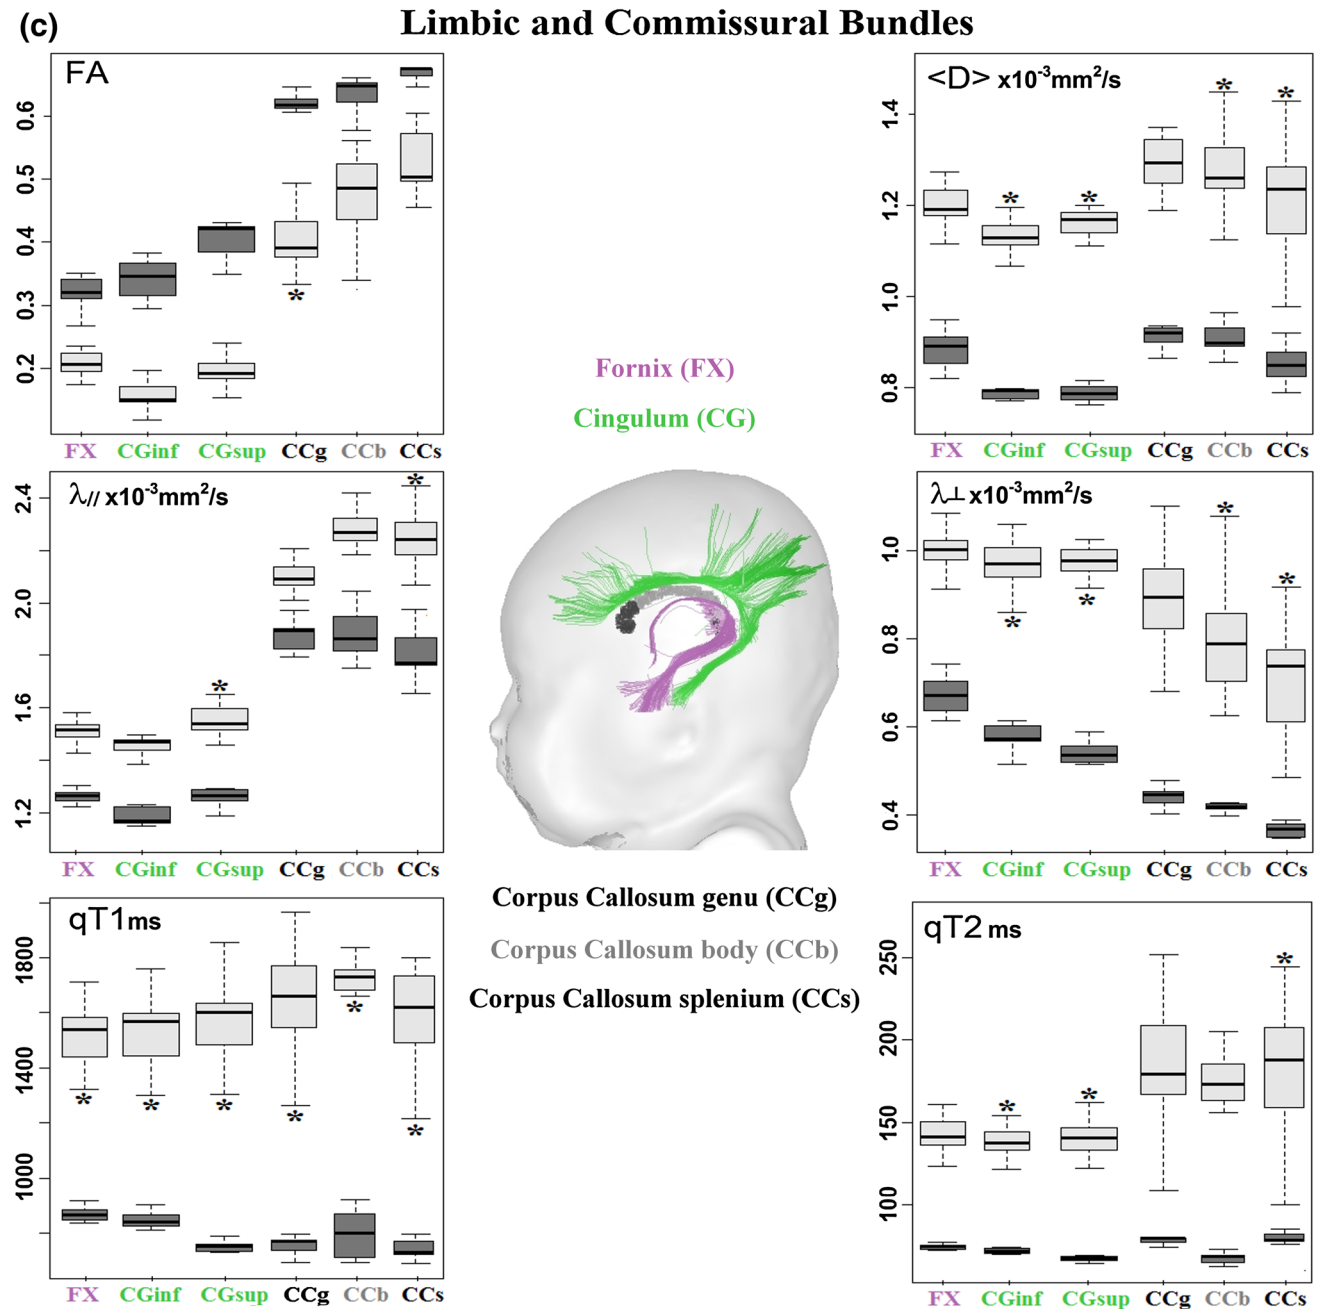 (c) Limbic and Commissural Bundles
FA
0.6
0.5
0.4
0.3
0.2
*
FX CGinf CGsup CCg CCb CCs
<D> x10⁻³mm²/s
1.4
1.2
1.0
0.8
* * * *
FX CGinf CGsup CCg CCb CCs
Fornix (FX)
Cingulum (CG)
λ// x10⁻³mm²/s
2.4
2.0
1.6
1.2
* *
FX CGinf CGsup CCg CCb CCs
λ⊥ x10⁻³mm²/s
1.0
0.8
0.6
0.4
* * * *
FX CGinf CGsup CCg CCb CCs
Corpus Callosum genu (CCg)
Corpus Callosum body (CCb)
Corpus Callosum splenium (CCs)
qT1 ms
1800
1400
1000
* * * * * *
FX CGinf CGsup CCg CCb CCs
qT2 ms
250
200
150
100
* * *
FX CGinf CGsup CCg CCb CCs